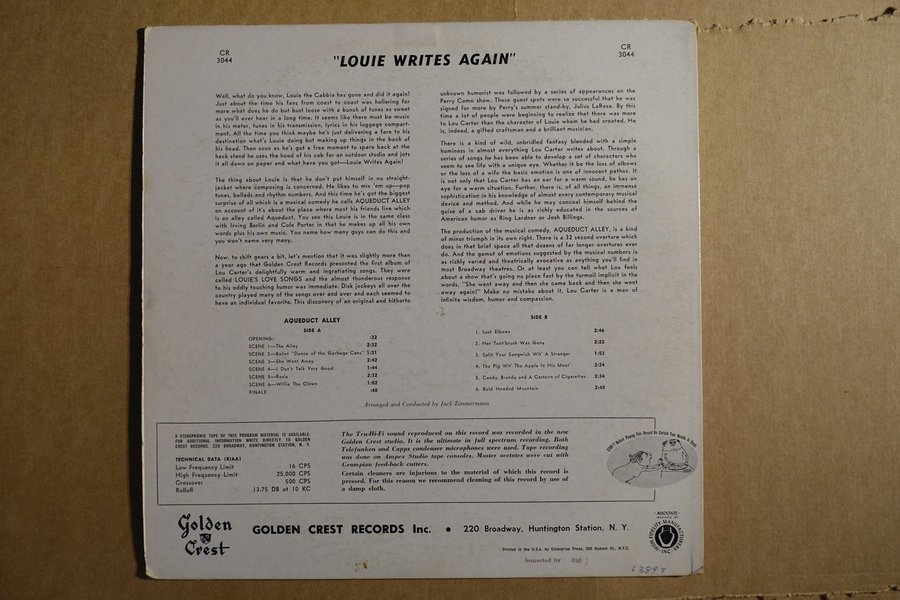 CR
3044
"LOUIE WRITES AGAIN"
CR
3044
Well, what do you know, Louie the Cabbie has gone and did it again!
Just about the time his fans from coast to coast was hollering for
more what does he do but bust loose with a bunch of tunes as sweet
as you'll ever hear in a long time. It seems like there must be music
in his meter, tunes in his transmission, lyrics in his luggage compart-
ment. All the time you think maybe he's just delivering a fare to his
destination what's Louie doing but making up things in the back of
his head. Then soon as he's got a free moment to spare back at the
hack stand he uses the hood of his cab for an outdoor studio and jots
it all down on paper and what have you got—Louie Writes Again!
The thing about Louie is that he don't put himself in no straight-
jacket where composing is concerned. He likes to mix 'em up—pop
tunes, ballads and rhythm numbers. And this time he's got the biggest
surprise of all which is a musical comedy he calls AQUEDUCT ALLEY
on account of it's about the place where most his friends live which
is an alley called Aqueduct. You see this Louie is in the same class
with Irving Berlin and Cole Porter in that he makes up all his own
words plus his own music. You name how many guys can do this and
you won't name very many.
Now, to shift gears a bit, let's mention that it was slightly more than
a year ago that Golden Crest Records presented the first album of
Lou Carter's delightfully warm and ingratiating songs. They were
called LOUIE'S LOVE SONGS and the almost thunderous response
to his oddly touching humor was immediate. Disk jockeys all over the
country played many of the songs over and over and each seemed to
have an individual favorite. This discovery of an original and hitherto
unknown humorist was followed by a series of appearances on the
Perry Como show. These guest spots were so successful that he was
signed for more by Perry's summer stand-by, Julius LaRosa. By this
time a lot of people were beginning to realize that there was more
to Lou Carter than the character of Louie whom he had created. He
is, indeed, a gifted craftsman and a brilliant musician.
There is a kind of wild, unbridled fantasy blended with a simple
hominess in almost everything Lou Carter writes about. Through a
series of songs he has been able to develop a set of characters who
seem to see life with a unique eye. Whether it be the loss of elbows
or the loss of a wife the basic emotion is one of innocent pathos. It
is not only that Lou Carter has an ear for a warm sound, he has an
eye for a warm situation. Further, there is, of all things, an immense
sophistication in his knowledge of almost every contemporary musical
device and method. And while he may conceal himself behind the
guise of a cab driver he is as richly educated in the sources of
American humor as Ring Lardner or Josh Billings.
The production of the musical comedy, AQUEDUCT ALLEY, is a kind
of minor triumph in its own right. There is a 32 second overture which
does in that brief space all that dozens of far longer overtures ever
do. And the gamut of emotions suggested by the musical numbers is
as richly varied and theatrically evocative as anything you'll find in
most Broadway theatres. Or at least you can tell what Lou feels
about a show that's going no place fast by the turmoil implicit in the
words, "She went away and then she came back and then she went
away again!" Make no mistake about it, Lou Carter is a man of
infinite wisdom, humor and compassion.
AQUEDUCT ALLEY
SIDE A
OPENING: :32
SCENE 1—The Alley 2:32
SCENE 2—Ballet "Dance of the Garbage Cans" 1:21
SCENE 3—She Went Away 2:42
SCENE 4—I Don't Talk Very Good 1:44
SCENE 5—Rosie 2:32
SCENE 6—Willie The Clown 1:02
FINALE :40
SIDE B
1. Lost Elbows 2:46
2. Her Toot'brush Was Gone 2:22
3. Split Your Sangwich Wit' A Stranger 1:53
4. The Pig Wit' The Apple In His Mout' 2:24
5. Candy, Brandy and A Cartoon of Cigarettes 2:34
6. Bald Headed Mountain 2:40
Arranged and Conducted by Jack Zimmermann
A STEREOPHONIC TAPE OF THIS PROGRAM MATERIAL IS AVAILABLE.
FOR ADDITIONAL INFORMATION WRITE DIRECTLY TO GOLDEN
CREST RECORDS, 220 BROADWAY, HUNTINGTON STATION, N. Y.
TECHNICAL DATA (RIAA)
Low Frequency Limit 16 CPS
High Frequency Limit 25,000 CPS
Crossover 500 CPS
Rolloff 13.75 DB at 10 KC
The Tru-Hi-Fi sound reproduced on this record was recorded in the new
Golden Crest studio. It is the ultimate in full spectrum recording. Both
Telefunken and Capps condenser microphones were used. Tape recording
was done on Ampex Studio tape consoles. Master acetates were cut with
Grampian feed-back cutters.
Certain cleaners are injurious to the material of which this record is
pressed. For this reason we recommend cleaning of this record by use of
a damp cloth.
Golden
Crest
GOLDEN CREST RECORDS Inc. • 220 Broadway, Huntington Station, N. Y.
• ASSOCIATE •
HIGH FIDELITY MANUFACTURERS, INC.
Printed in the U.S.A. by Enterprise Press, 200 Hudson St., N.Y.C.
Inspected by